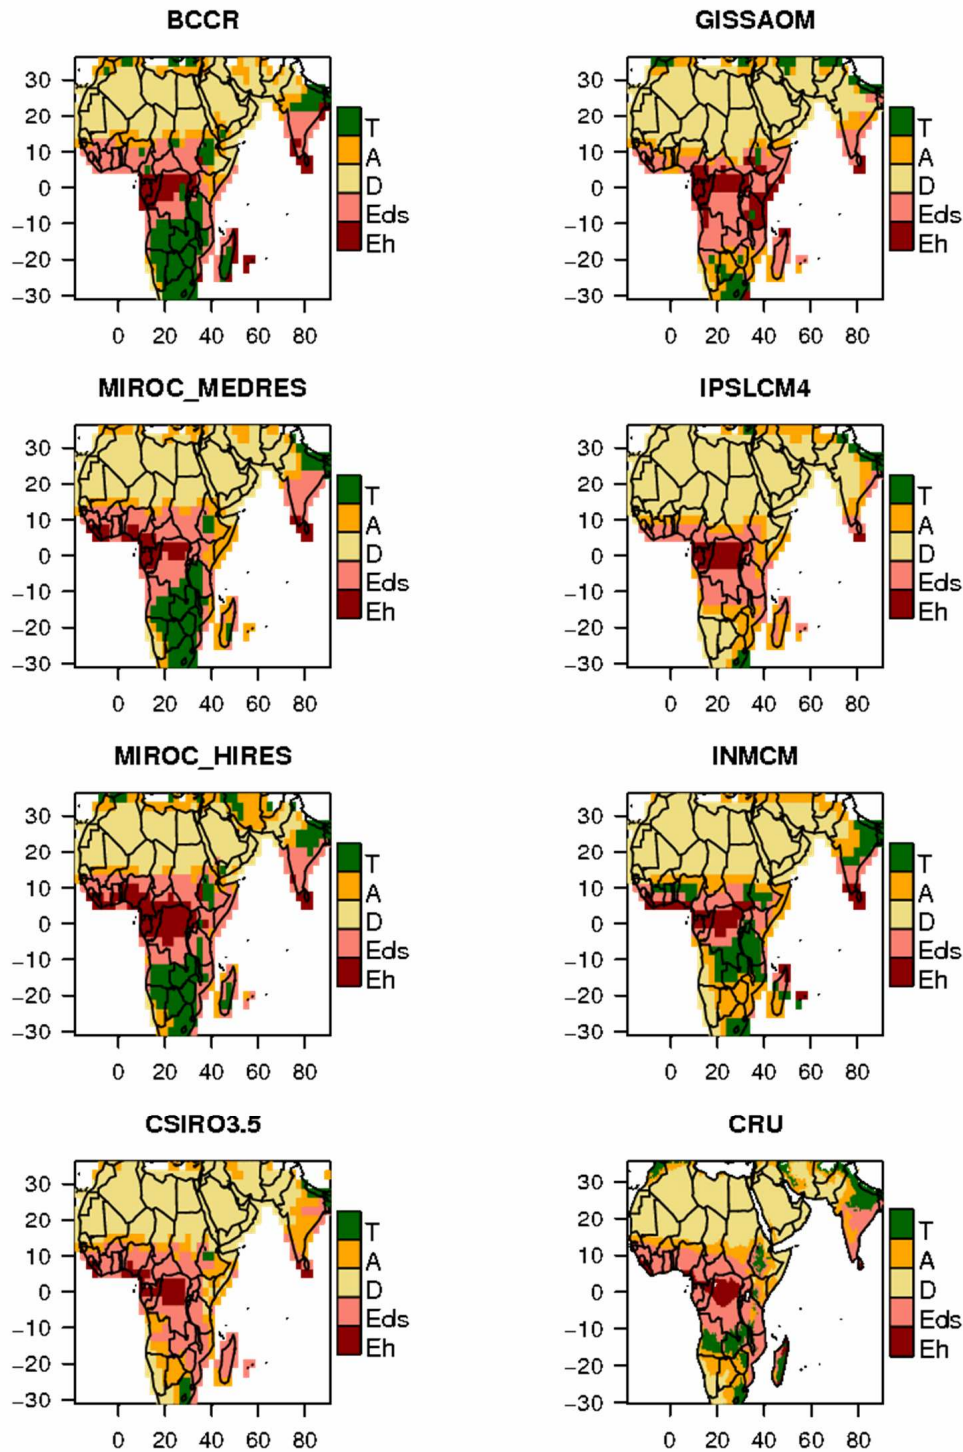 BCCR
30
20
10
0
−10
−20
−30
0 20 40 60 80
T
A
D
Eds
Eh
GISSAOM
30
20
10
0
−10
−20
−30
0 20 40 60 80
T
A
D
Eds
Eh
MIROC_MEDRES
30
20
10
0
−10
−20
−30
0 20 40 60 80
T
A
D
Eds
Eh
IPSLCM4
30
20
10
0
−10
−20
−30
0 20 40 60 80
T
A
D
Eds
Eh
MIROC_HIRES
30
20
10
0
−10
−20
−30
0 20 40 60 80
T
A
D
Eds
Eh
INMCM
30
20
10
0
−10
−20
−30
0 20 40 60 80
T
A
D
Eds
Eh
CSIRO3.5
30
20
10
0
−10
−20
−30
0 20 40 60 80
T
A
D
Eds
Eh
CRU
30
20
10
0
−10
−20
−30
0 20 40 60 80
T
A
D
Eds
Eh